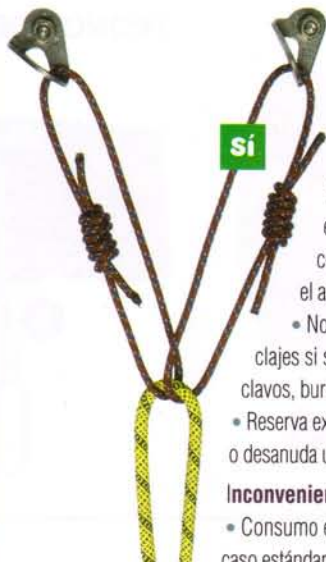 Sí
el a
• No
clajes si s
clavos, bur
• Reserva ex
o desanuda u
Inconvenien
• Consumo e
caso estándar